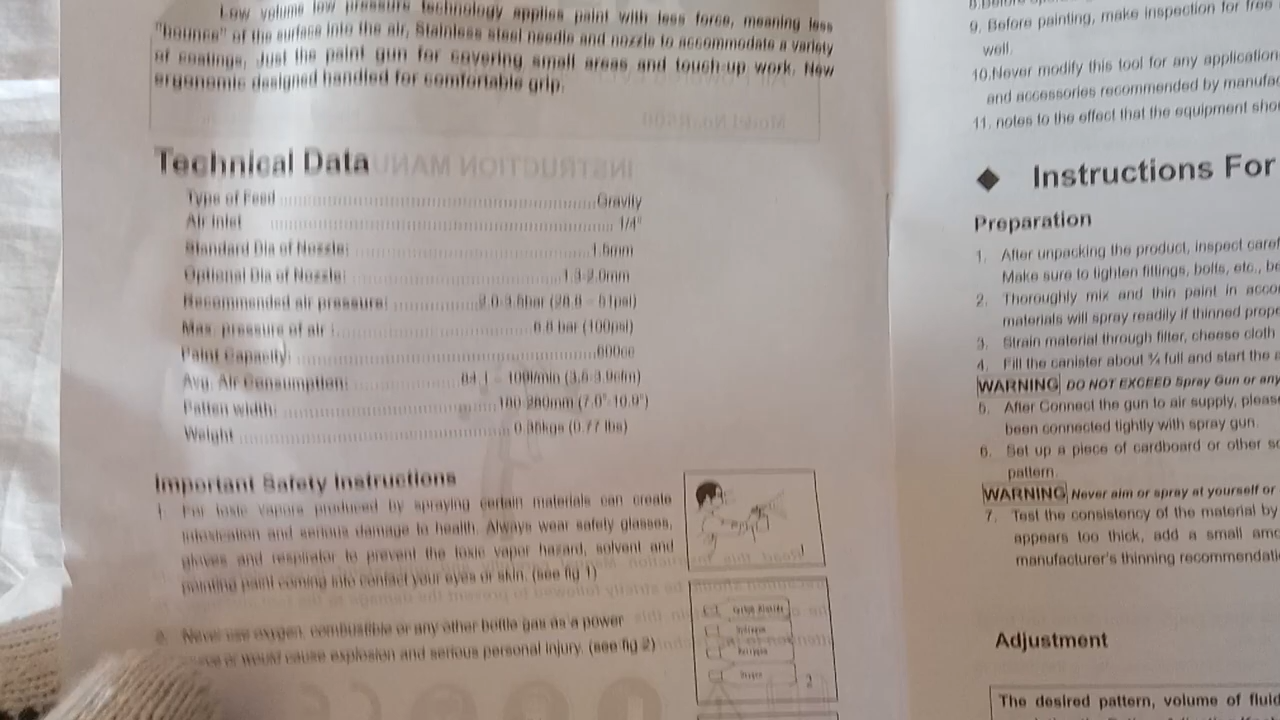 Low volume low pressure technology applies paint with less force, meaning less
"bounce" of the surface into the air, Stainless steel needle and nozzle to accommodate a variety
of coatings, Just the paint gun for covering small areas and touch-up work. New
ergonomic designed handled for comfortable grip.
Technical Data
Type of Feed ............ Gravily
Air Inlet ............ 1/4"
Standard Dia of Nozzle: ............ 1.5mm
Optional Dia of Nozzle: ............ 1.3-2.0mm
Recommended air pressure: ............ 2.0-3.5bar
Max. pressure of air : ............ 6.8 bar (100psi)
Paint Capacity: ............ 600cc
Avg. Air Consumption:
Patten width: ............ 180-280mm
Weight ............ 0.35kgs (0.77 lbs)
Important Safety Instructions
1. For toxic vapors produced by spraying certain materials can create
intoxication and serious damage to health. Always wear safety glasses,
gloves and respirator to prevent the toxic vapor hazard, solvent and
painting paint coming into contact your eyes or skin. (see fig 1)
2. Never use oxygen, combustible or any other bottle gas as a power
or would cause explosion and serious personal injury. (see fig 2)
9. Before painting, make inspection for free
well.
10.Never modify this tool for any application
and accessories recommended by
11. notes to the effect that the equipment
◆ Instructions For
Preparation
1. After unpacking the product, inspect
Make sure to tighten fittings, bolts, etc.,
2. Thoroughly mix and thin paint in
materials will spray readily if thinned
3. Strain material through filter, cheese cloth
4. Fill the canister about ¾ full and start the
WARNING DO NOT EXCEED Spray Gun or any
5. After Connect the gun to air supply,
been connected tightly with spray gun.
6. Set up a piece of cardboard or other
pattern.
WARNING Never aim or spray at yourself or
7. Test the consistency of the material by
appears too thick, add a small
manufacturer's thinning
Adjustment
The desired pattern, volume of fluid